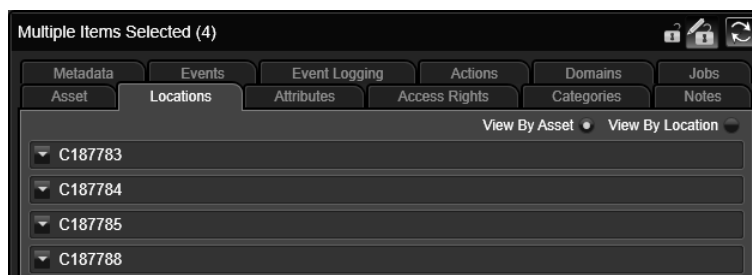 Multiple Items Selected (4)
Metadata Events Event Logging Actions Domains Jobs
Asset Locations Attributes Access Rights Categories Notes
View By Asset View By Location
C187783
C187784
C187785
C187788